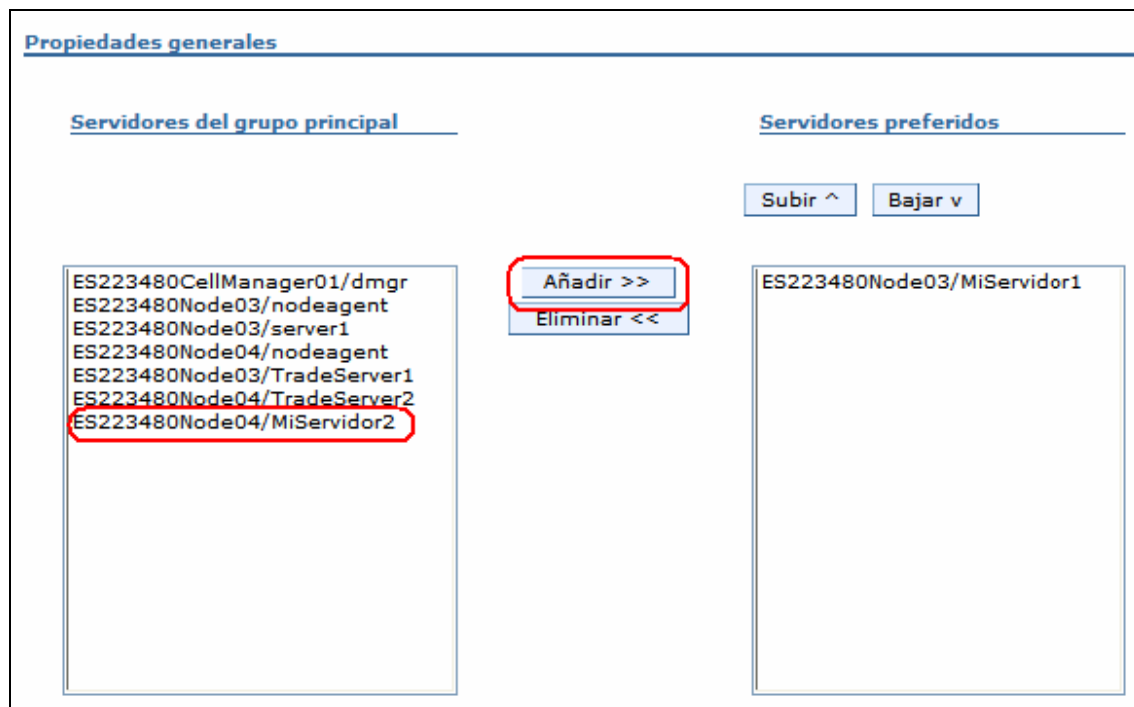 Propiedades generales
Servidores del grupo principal
Servidores preferidos
Subir ^
Bajar v
ES223480CellManager01/dmgr
ES223480Node03/nodeagent
ES223480Node03/server1
ES223480Node04/nodeagent
ES223480Node03/TradeServer1
ES223480Node04/TradeServer2
ES223480Node04/MiServidor2
Añadir >>
Eliminar <<
ES223480Node03/MiServidor1